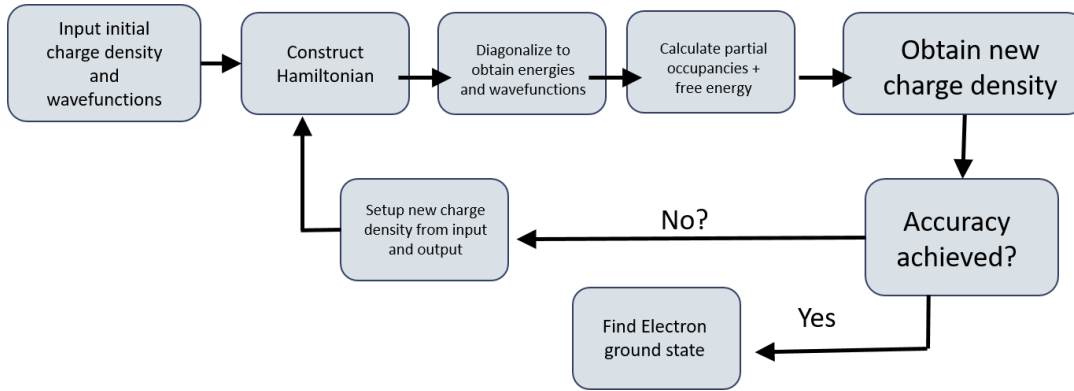 Input initial
charge density
and
wavefunctions
Construct
Hamiltonian
Diagonalize to
obtain energies
and wavefunctions
Calculate partial
occupancies +
free energy
Obtain new
charge density
Accuracy
achieved?
No?
Setup new charge
density from input
and output
Yes
Find Electron
ground state